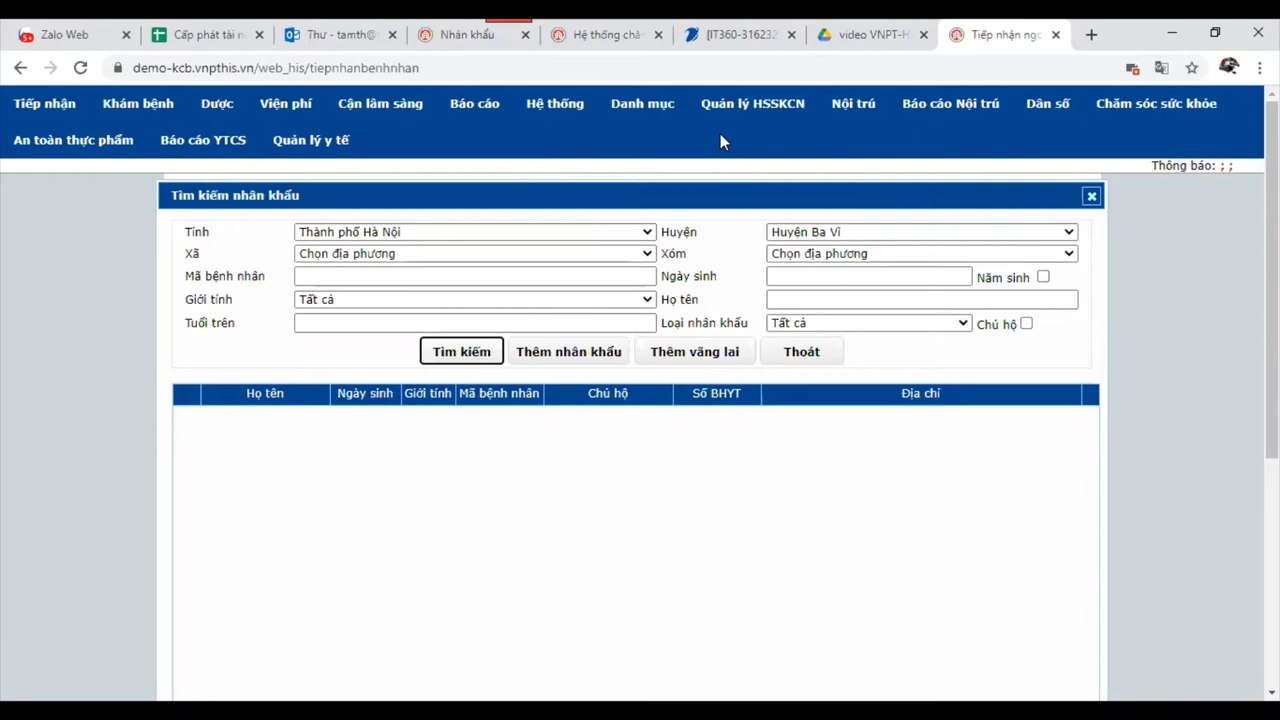 Zalo Web
Cấp phát tài n
Thư - tamth@
Nhân khẩu
Hệ thống chă
[IT360-316232
video VNPT-H
Tiếp nhận ngo
demo-kcb.vnpthis.vn/web_his/tiepnhanbenhnhan
Tiếp nhận Khám bệnh Dược Viện phí Cận lâm sàng Báo cáo Hệ thống Danh mục Quản lý HSSKCN Nội trú Báo cáo Nội trú Dân số Chăm sóc sức khỏe
An toàn thực phẩm Báo cáo YTCS Quản lý y tế
Thông báo: ; ;
Tìm kiếm nhân khẩu
Tỉnh Thành phố Hà Nội Huyện Huyện Ba Vì
Xã Chọn địa phương Xóm Chọn địa phương
Mã bệnh nhân Ngày sinh Năm sinh
Giới tính Tất cả Họ tên
Tuổi trên Loại nhân khẩu Tất cả Chủ hộ
Tìm kiếm Thêm nhân khẩu Thêm vãng lai Thoát
Họ tên Ngày sinh Giới tính Mã bệnh nhân Chủ hộ Số BHYT Địa chỉ